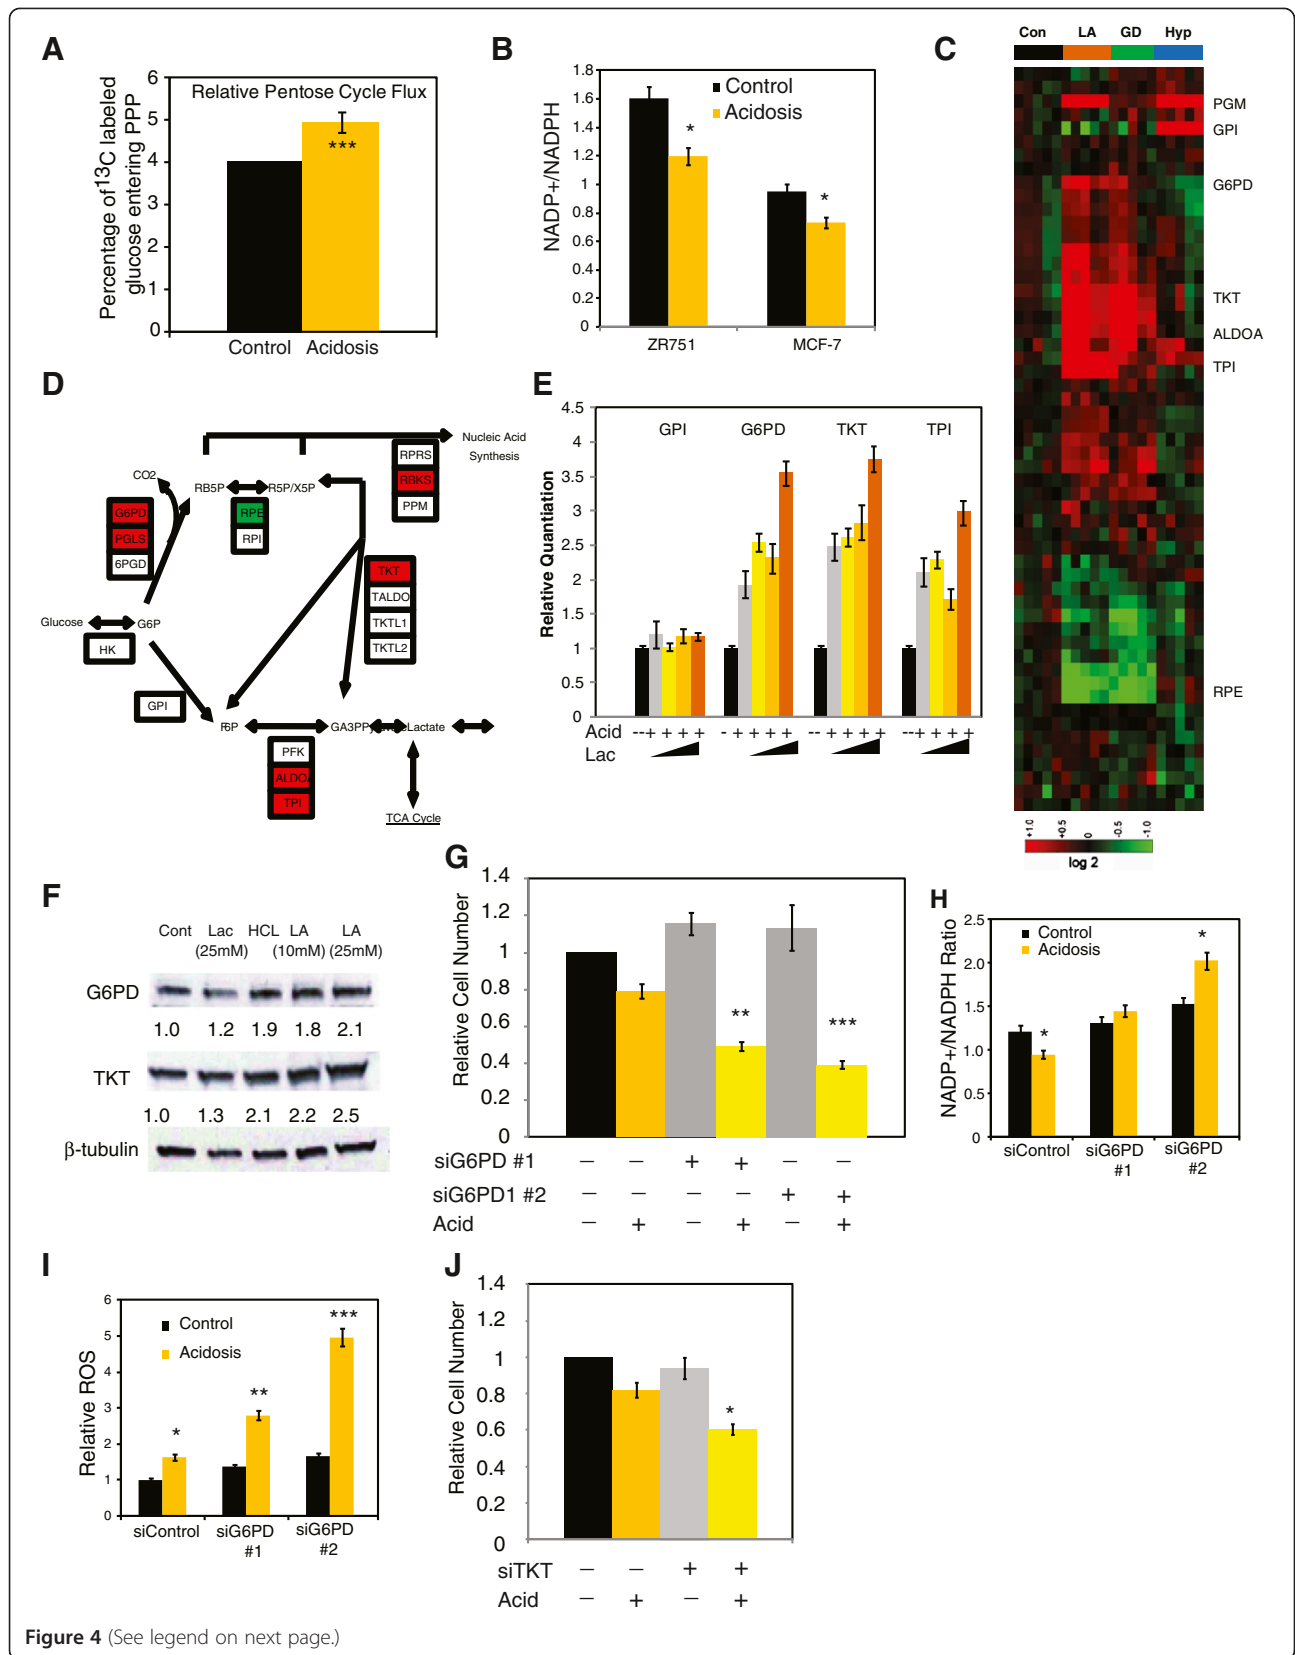 A
Percentage of 13C labeled
glucose entering PPP
6
5
4
3
2
1
0
Relative Pentose Cycle Flux
***
Control Acidosis
B
NADP+/NADPH
1.8
1.6
1.4
1.2
1
0.8
0.6
0.4
0.2
0
Control
Acidosis
*
*
ZR751 MCF-7
C
Con LA GD Hyp
PGM
GPI
G6PD
TKT
ALDOA
TPI
RPE
+1.0 +0.5 0 -0.5 -1.0
log 2
D
Nucleic Acid
Synthesis
RPRS
RBKS
PPM
CO2
RB5P R5P/X5P
G6PD
PGLS
6PGD
RPE
RPI
TKT
TALDO
TKTL1
TKTL2
Glucose G6P
HK
GPI
F6P GA3P Lactate
PFK
ALDO
TPI
TCA Cycle
E
Relative Quantiation
4.5
4
3.5
3
2.5
2
1.5
1
0.5
0
GPI G6PD TKT TPI
Acid --+ + + + - + + + + -- + + + + --+ + + +
Lac
F
Cont Lac HCL LA LA
(25mM) (10mM) (25mM)
G6PD
1.0 1.2 1.9 1.8 2.1
TKT
1.0 1.3 2.1 2.2 2.5
β-tubulin
G
Relative Cell Number
1.4
1.2
1
0.8
0.6
0.4
0.2
0
**
***
siG6PD #1 – – + + – –
siG6PD1 #2 – – – – + +
Acid – + – + – +
H
NADP+/NADPH Ratio
2.5
2.0
1.5
1.0
0.5
0
Control
Acidosis
*
*
siControl siG6PD siG6PD
#1 #2
I
Relative ROS
6
5
4
3
2
1
0
Control
Acidosis
*
**
***
siControl siG6PD siG6PD
#1 #2
J
Relative Cell Number
1.4
1.2
1
0.8
0.6
0.4
0.2
0
*
siTKT – – + +
Acid – + – +
Figure 4 (See legend on next page.)